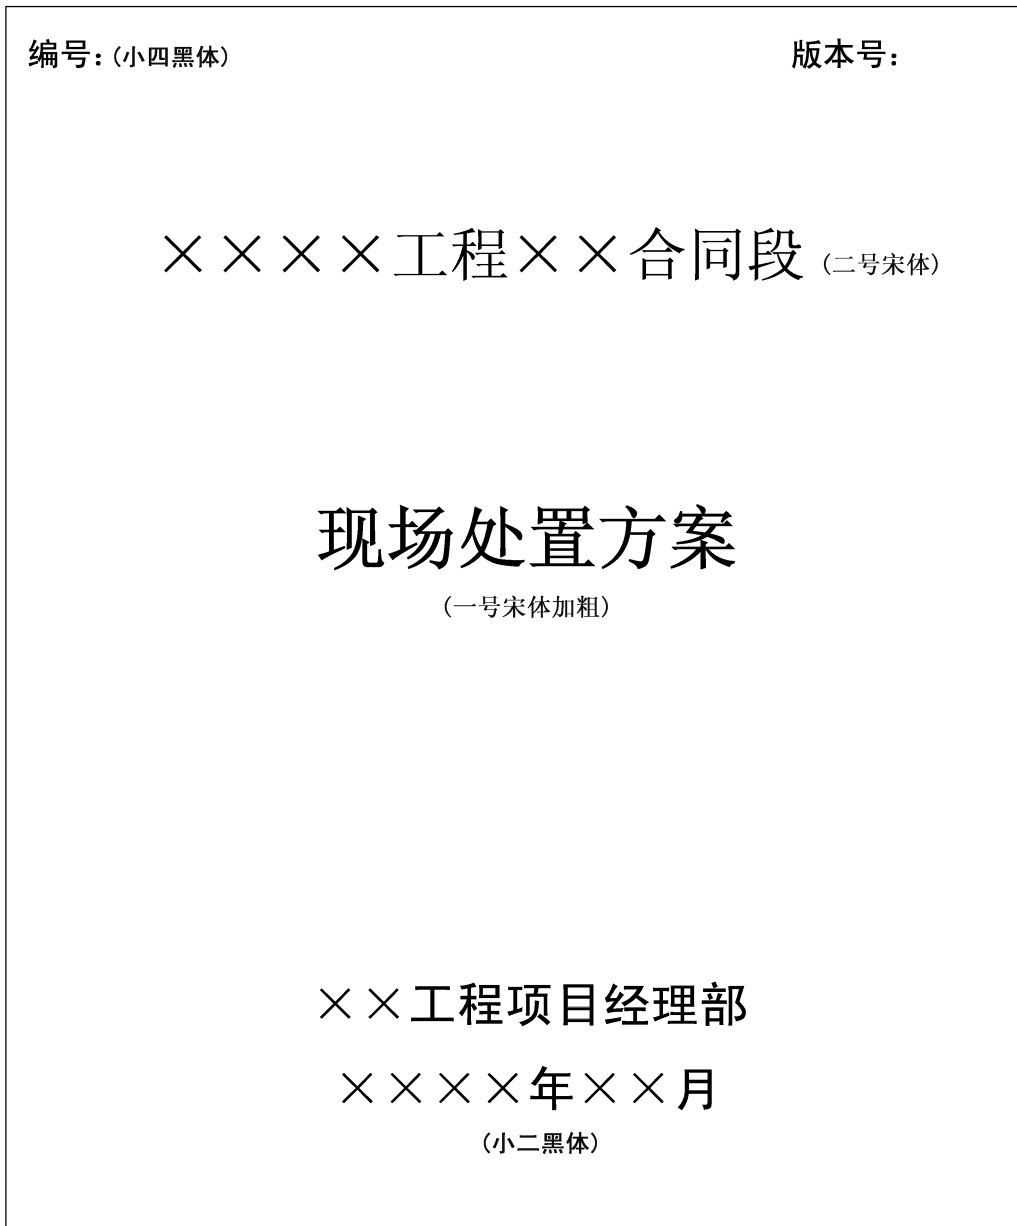 编号：（小四黑体） 版本号：
××××工程××合同段（二号宋体）
现场处置方案
（一号宋体加粗）
××工程项目经理部
××××年××月
（小二黑体）